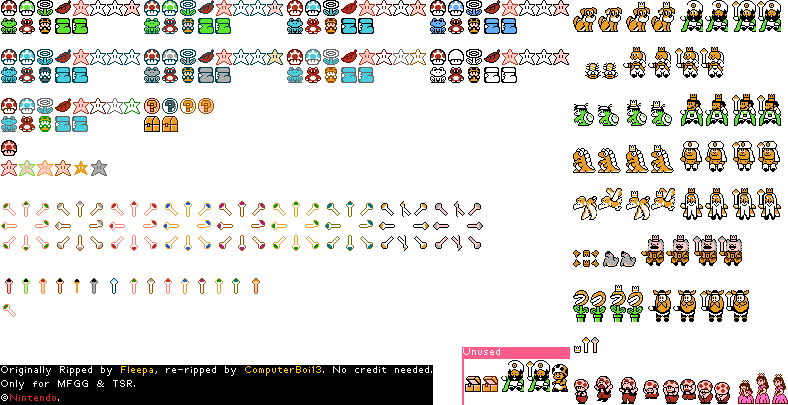 Unused
Originally Ripped by Fleepa, re-ripped by ComputerBoi13. No credit needed.
Only for MFGG & TSR.
©Nintendo.